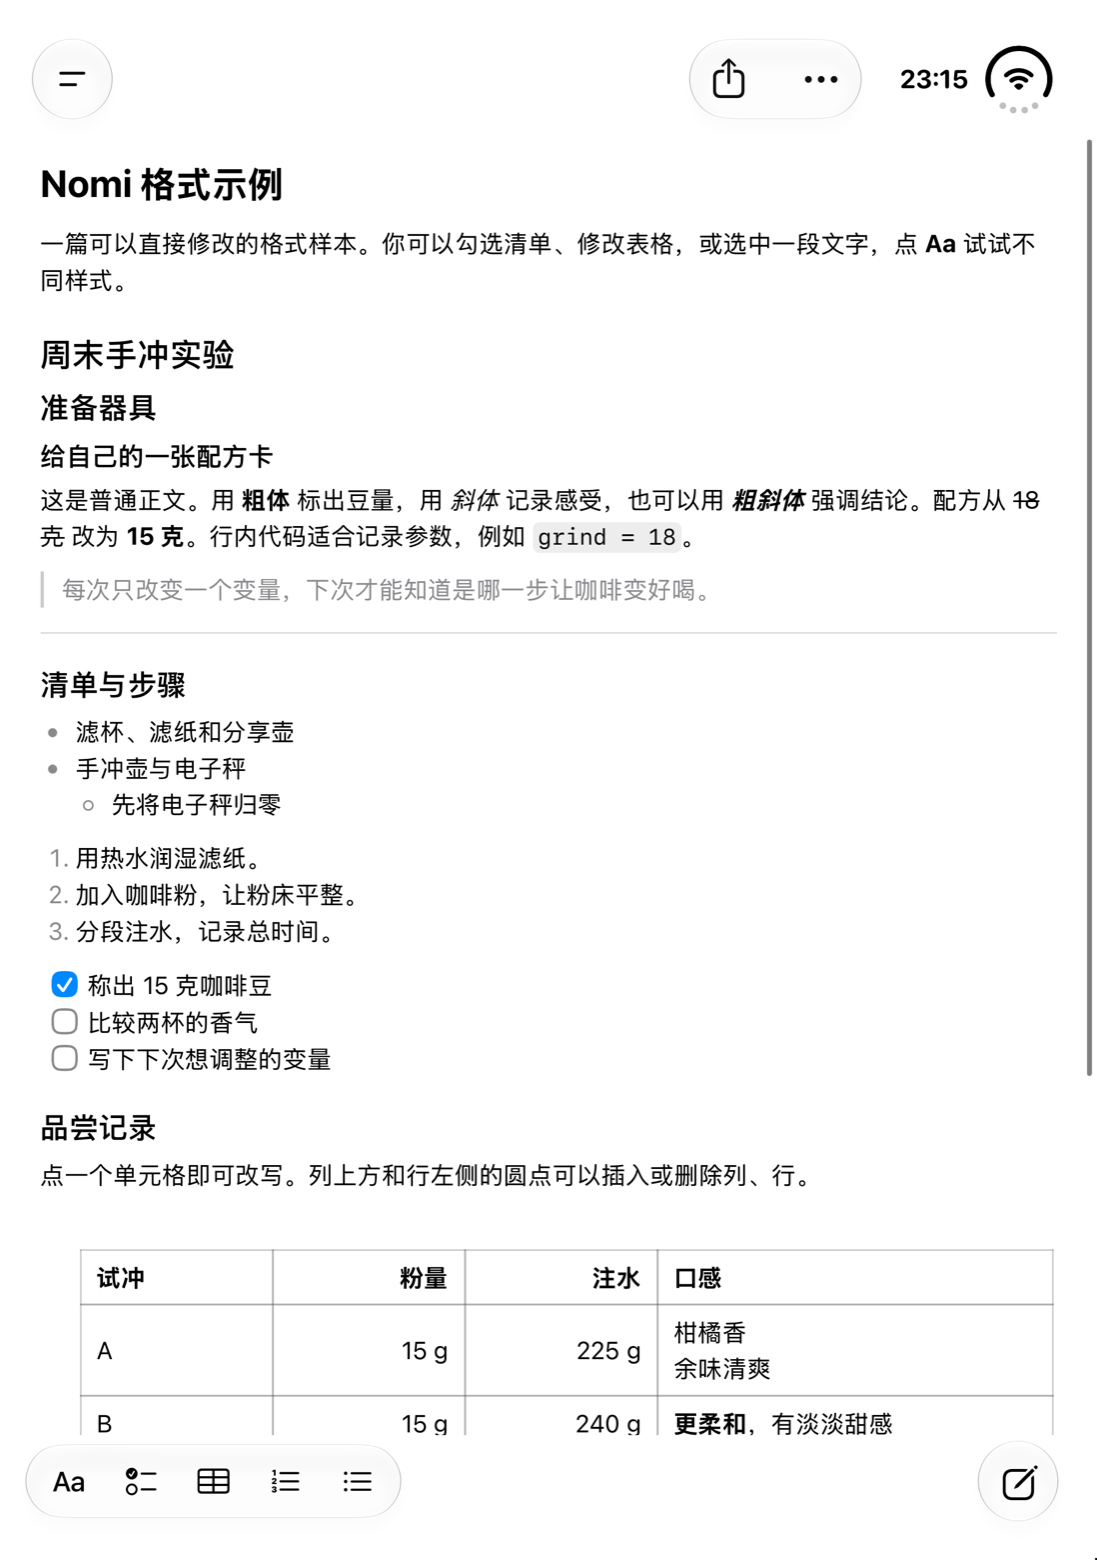 23:15
Nomi 格式示例
一篇可以直接修改的格式样本。你可以勾选清单、修改表格，或选中一段文字，点 Aa 试试不
同样式。
周末手冲实验
准备器具
给自己的一张配方卡
这是普通正文。用 粗体 标出豆量，用 斜体 记录感受，也可以用 粗斜体 强调结论。配方从 18
克 改为 15 克。行内代码适合记录参数，例如 grind = 18。
每次只改变一个变量，下次才能知道是哪一步让咖啡变好喝。
清单与步骤
滤杯、滤纸和分享壶
手冲壶与电子秤
先将电子秤归零
1. 用热水润湿滤纸。
2. 加入咖啡粉，让粉床平整。
3. 分段注水，记录总时间。
称出 15 克咖啡豆
比较两杯的香气
写下下次想调整的变量
品尝记录
点一个单元格即可改写。列上方和行左侧的圆点可以插入或删除列、行。
试冲 粉量 注水 口感
A 15 g 225 g 柑橘香
余味清爽
B 15 g 240 g 更柔和，有淡淡甜感
Aa